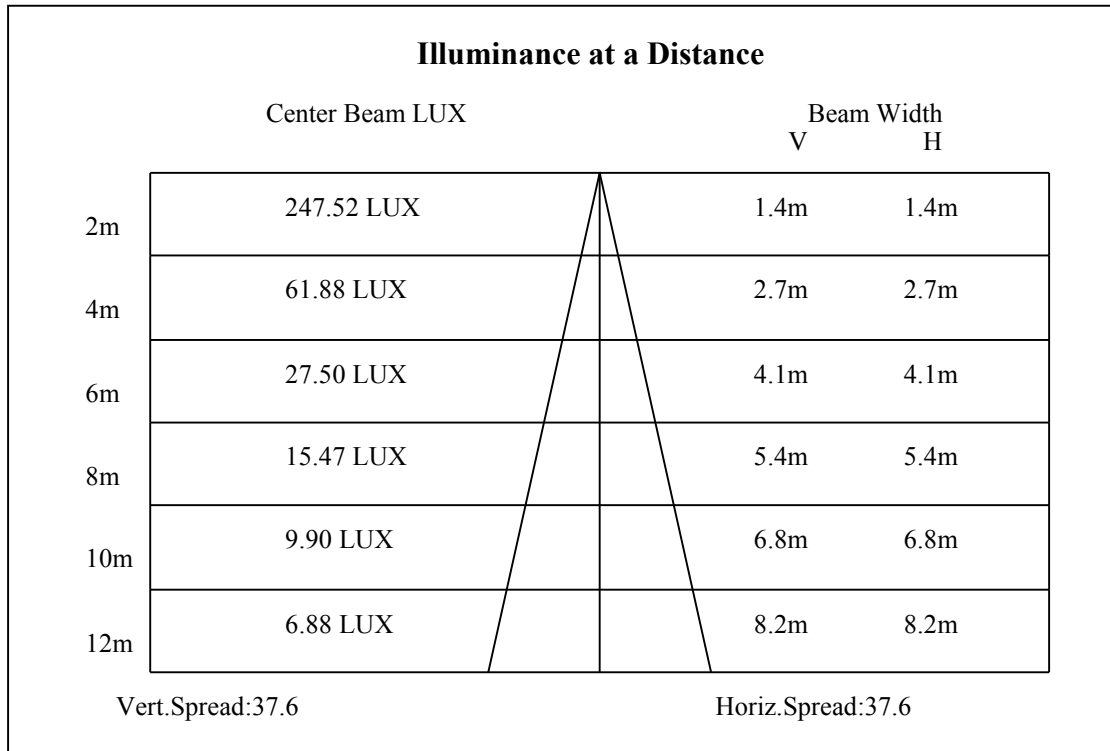 Illuminance at a Distance
Center Beam LUX Beam Width
V H
2m 247.52 LUX 1.4m 1.4m
4m 61.88 LUX 2.7m 2.7m
6m 27.50 LUX 4.1m 4.1m
8m 15.47 LUX 5.4m 5.4m
10m 9.90 LUX 6.8m 6.8m
12m 6.88 LUX 8.2m 8.2m
Vert.Spread:37.6 Horiz.Spread:37.6